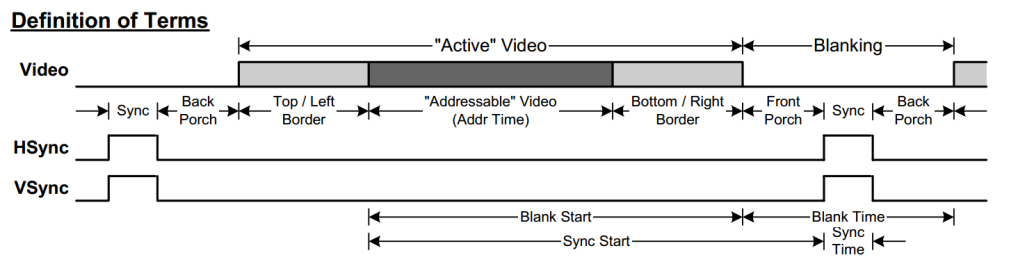 Definition of Terms
"Active" Video
Blanking
Video
Sync
Back
Porch
Top / Left
Border
"Addressable" Video
(Addr Time)
Bottom / Right
Border
Front
Porch
Sync
Back
Porch
HSync
VSync
Blank Start
Blank Time
Sync Start
Sync
Time